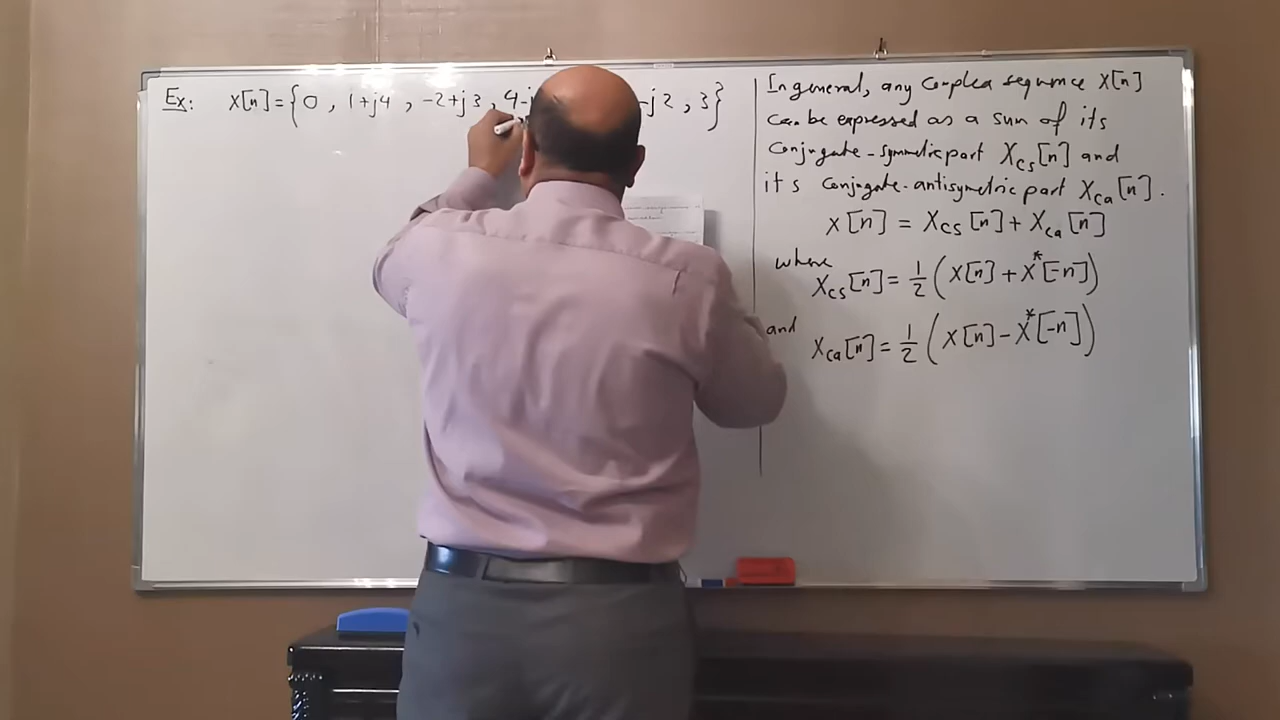 Ex: x[n] = {0 , 1+j4 , -2+j3 , 4-j -j2 , 3}
In general, any complex sequence x[n]
can be expressed as a sum of its
conjugate-symmetric part Xcs[n] and
it's conjugate-antisymmetric part Xca[n].
x[n] = Xcs[n] + Xca[n]
where
Xcs[n] = 1/2 (x[n] + x*[-n])
and
Xca[n] = 1/2 (x[n] - x*[-n])